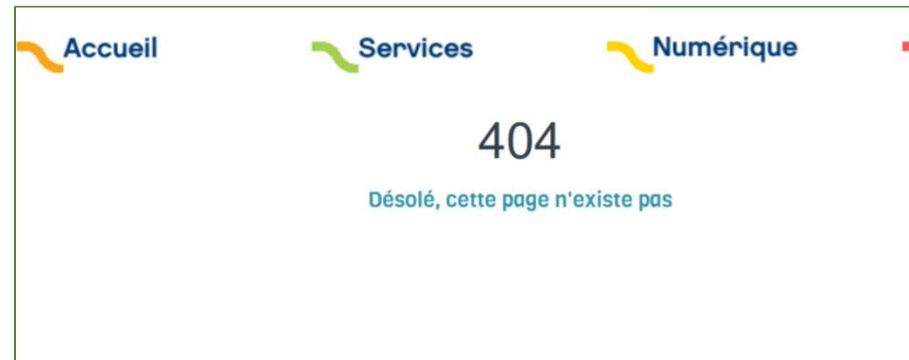 Accueil Services Numérique
404
Désolé, cette page n'existe pas